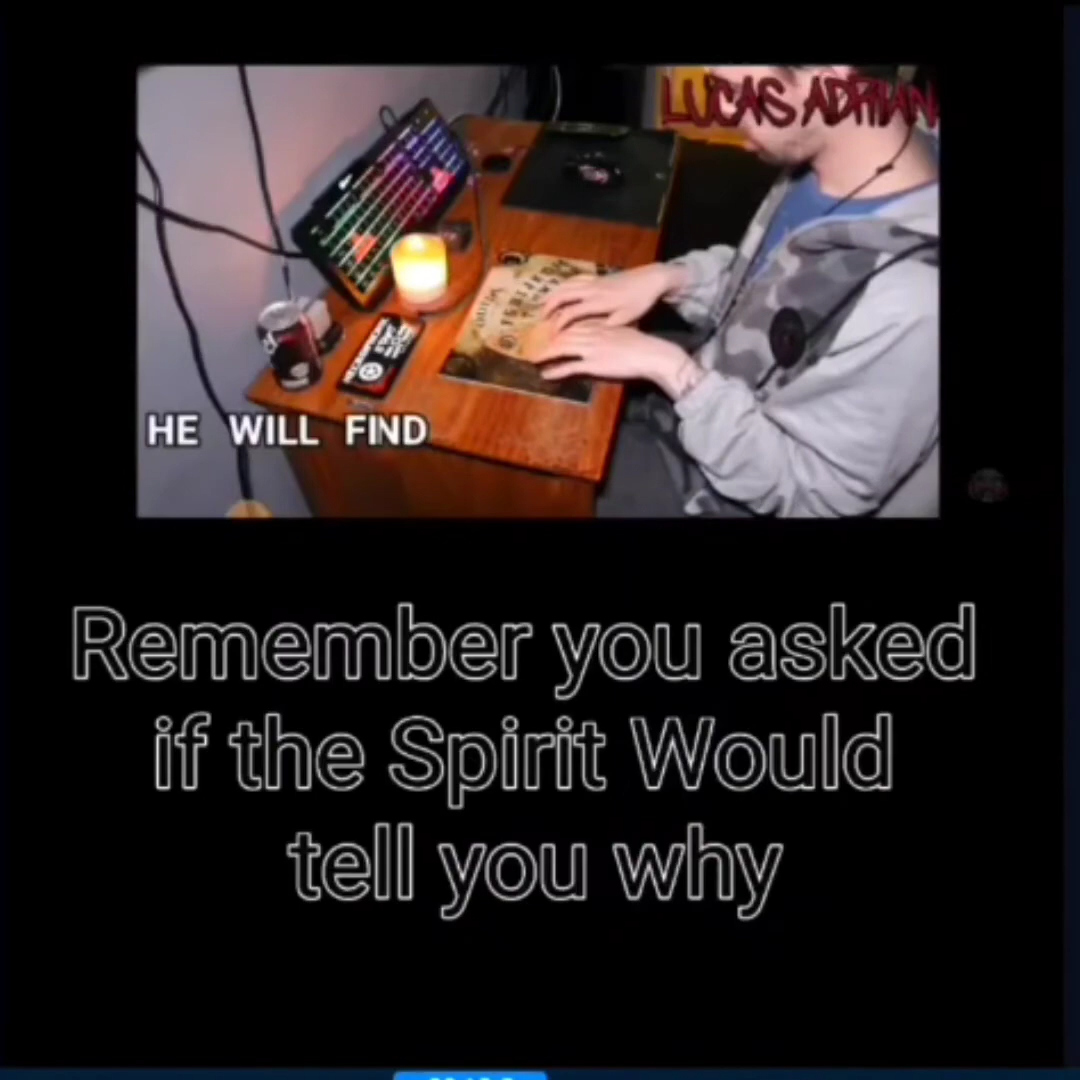 LUCAS ADRIAN
HE WILL FIND
Remember you asked
if the Spirit Would
tell you why